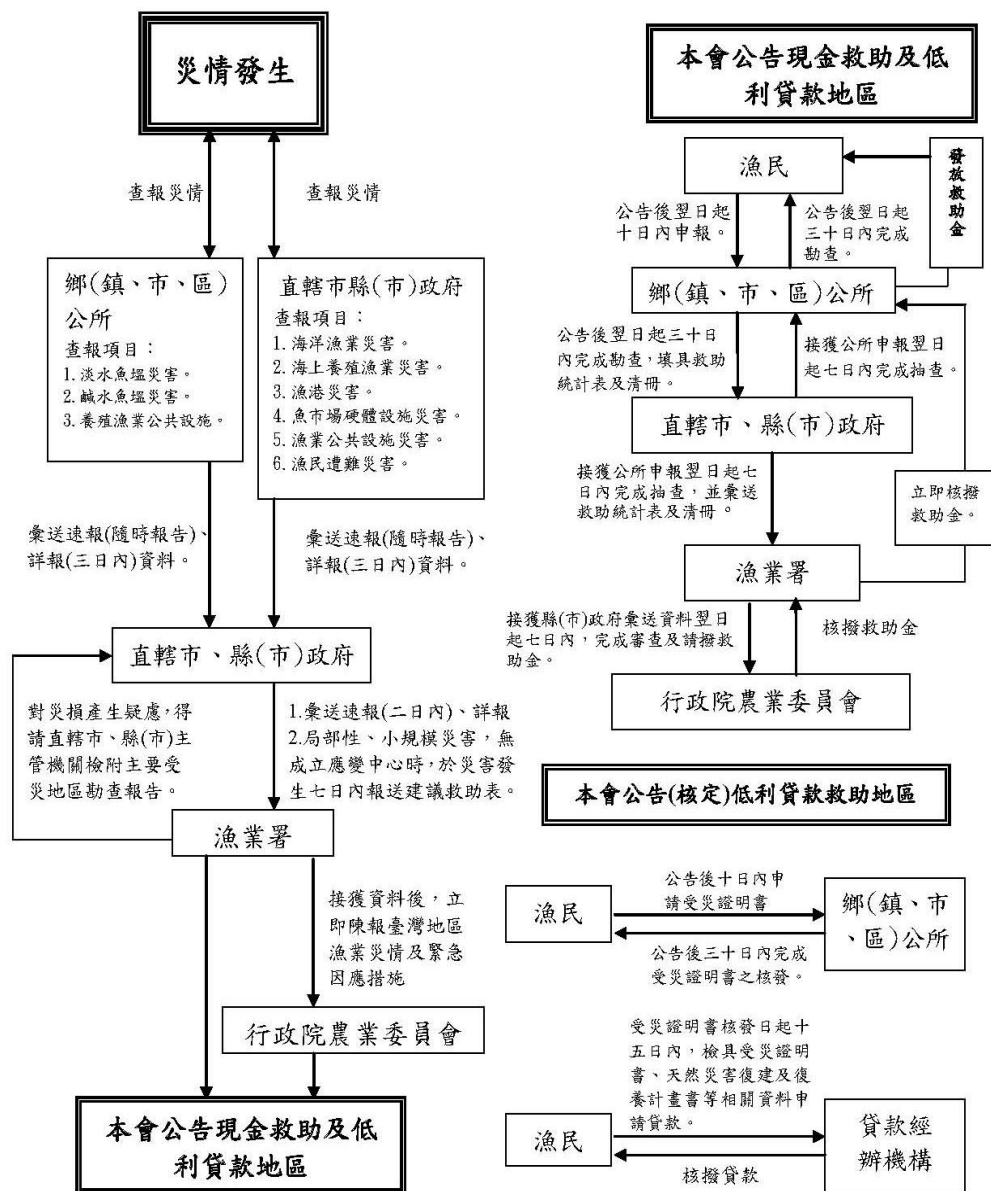 災情發生
查報災情
查報災情
鄉(鎮、市、區)
公所
查報項目：
1.淡水魚塭災害。
2.鹹水魚塭災害。
3.養殖漁業公共設施。
直轄市縣(市)政府
查報項目：
1.海洋漁業災害。
2.海上養殖漁業災害。
3.漁港災害。
4.魚市場硬體設施災害。
5.漁業公共設施災害。
6.漁民遭難災害。
彙送速報(隨時報告)、
詳報(三日內)資料。
彙送速報(隨時報告)、
詳報(三日內)資料。
直轄市、縣(市)政府
對災損產生疑慮，得
請直轄市、縣(市)主
管機關檢附主要受
災地區勘查報告。
1.彙送速報(二日內)、詳報
2.局部性、小規模災害，無
成立應變中心時，於災害發
生七日內報送建議救助表。
漁業署
接獲資料後，立
即陳報臺灣地區
漁業災情及緊急
因應措施
行政院農業委員會
本會公告現金救助及低
利貸款地區
本會公告現金救助及低
利貸款地區
漁民
發放救助金
公告後翌日起
十日內申報。
公告後翌日起
三十日內完成
勘查。
鄉(鎮、市、區)公所
公告後翌日起三十日
內完成勘查，填具救助
統計表及清冊。
接獲公所申報翌日
起七日內完成抽查。
直轄市、縣(市)政府
接獲公所申報翌日起七
日內完成抽查，並彙送
救助統計表及清冊。
立即核撥
救助金。
漁業署
接獲縣(市)政府彙送資料翌日
起七日內，完成審查及請撥救
助金。
核撥救助金
行政院農業委員會
本會公告(核定)低利貸款救助地區
漁民
公告後十日內申
請受災證明書
公告後三十日內完成
受災證明書之核發。
鄉(鎮、市
、區)公所
受災證明書核發日起十
五日內，檢具受災證明
書、天然災害復建及復
養計畫書等相關資料申
請貸款。
漁民
核撥貸款
貸款經
辦機構